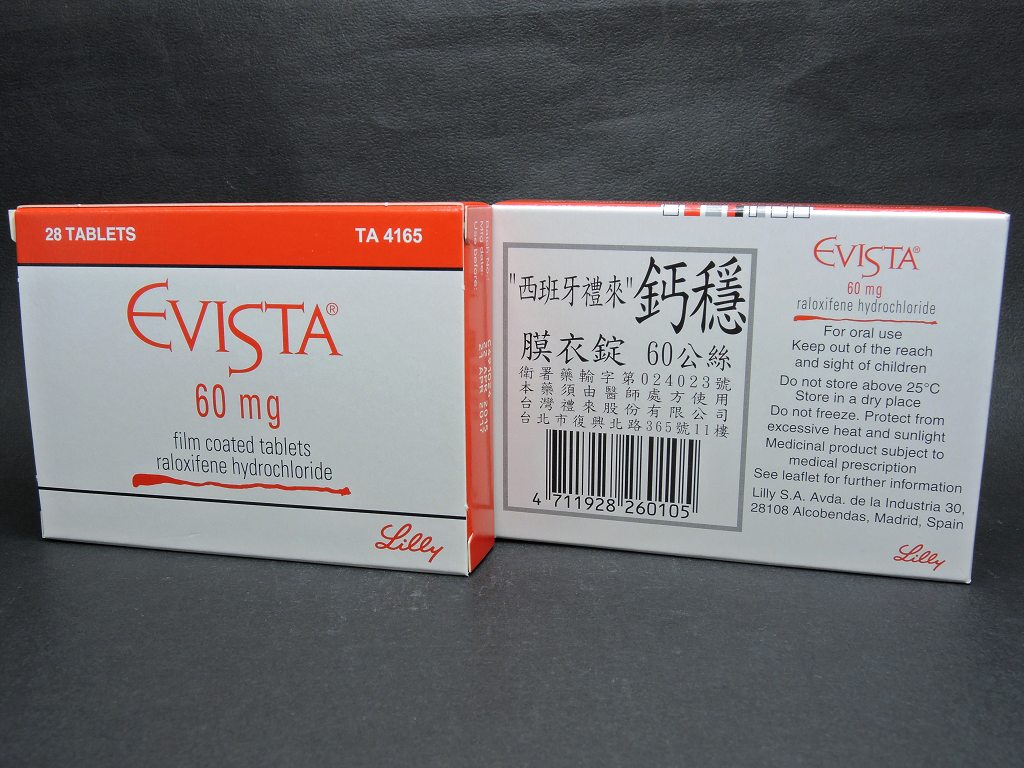 28 TABLETS
TA 4165
EVISTA®
60 mg
film coated tablets
raloxifene hydrochloride
Lilly
22 APR 2013
21 APR 2017
"西班牙禮來"鈣穩
膜衣錠 60公絲
衛署藥輸字第024023號
本藥須由醫師處方使用
台灣禮來股份有限公司
台北市復興北路365號11樓
4 711928 260105
EVISTA®
60 mg
raloxifene hydrochloride
For oral use
Keep out of the reach
and sight of children
Do not store above 25°C
Store in a dry place
Do not freeze. Protect from
excessive heat and sunlight
Medicinal product subject to
medical prescription
See leaflet for further information
Lilly S.A. Avda. de la Industria 30,
28108 Alcobendas, Madrid, Spain
Lilly